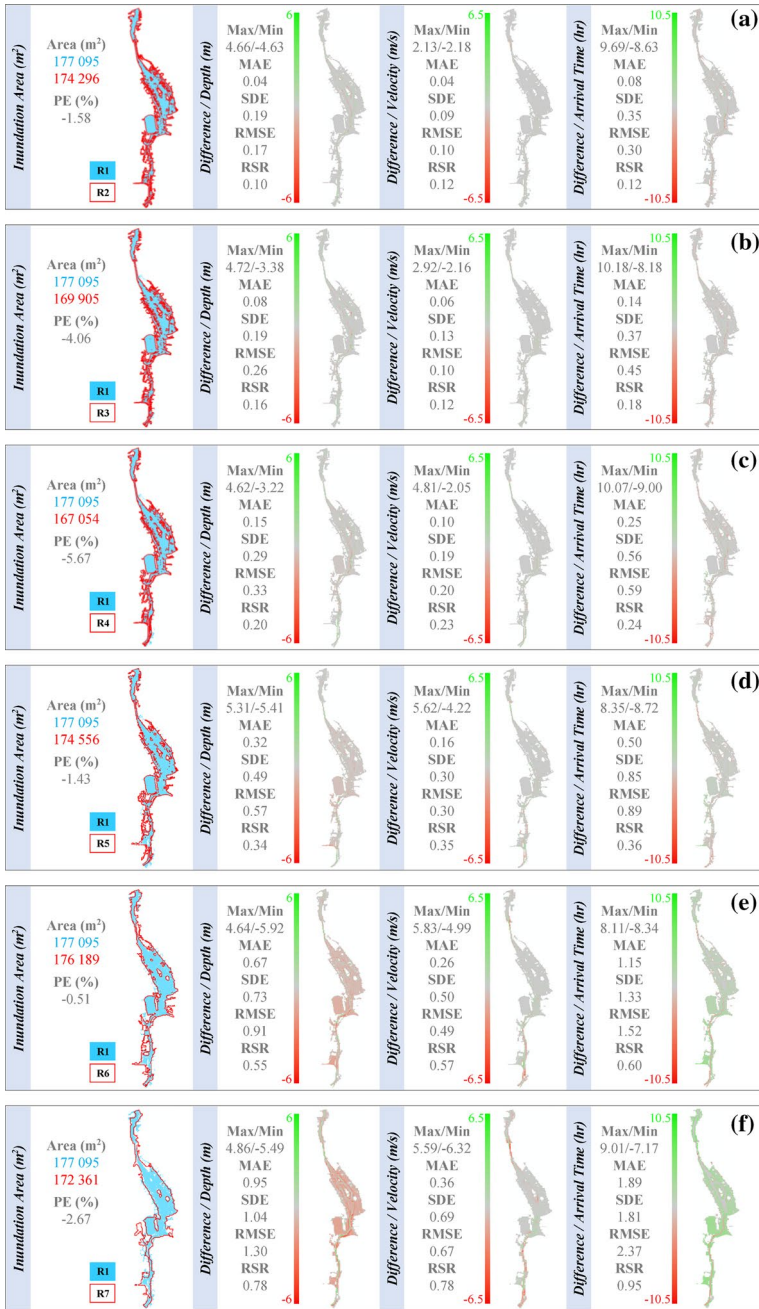 (a)
Inundation Area (m²)
Area (m²)
177 095
174 296
PE (%)
-1.58
R1
R2
Difference / Depth (m)
6
Max/Min
4.66/-4.63
MAE
0.04
SDE
0.19
RMSE
0.17
RSR
0.10
-6
Difference / Velocity (m/s)
6.5
Max/Min
2.13/-2.18
MAE
0.04
SDE
0.09
RMSE
0.10
RSR
0.12
-6.5
Difference / Arrival Time (hr)
10.5
Max/Min
9.69/-8.63
MAE
0.08
SDE
0.35
RMSE
0.30
RSR
0.12
-10.5
(b)
Inundation Area (m²)
Area (m²)
177 095
169 905
PE (%)
-4.06
R1
R3
Difference / Depth (m)
6
Max/Min
4.72/-3.38
MAE
0.08
SDE
0.19
RMSE
0.26
RSR
0.16
-6
Difference / Velocity (m/s)
6.5
Max/Min
2.92/-2.16
MAE
0.06
SDE
0.13
RMSE
0.10
RSR
0.12
-6.5
Difference / Arrival Time (hr)
10.5
Max/Min
10.18/-8.18
MAE
0.14
SDE
0.37
RMSE
0.45
RSR
0.18
-10.5
(c)
Inundation Area (m²)
Area (m²)
177 095
167 054
PE (%)
-5.67
R1
R4
Difference / Depth (m)
6
Max/Min
4.62/-3.22
MAE
0.15
SDE
0.29
RMSE
0.33
RSR
0.20
-6
Difference / Velocity (m/s)
6.5
Max/Min
4.81/-2.05
MAE
0.10
SDE
0.19
RMSE
0.20
RSR
0.23
-6.5
Difference / Arrival Time (hr)
10.5
Max/Min
10.07/-9.00
MAE
0.25
SDE
0.56
RMSE
0.59
RSR
0.24
-10.5
(d)
Inundation Area (m²)
Area (m²)
177 095
174 556
PE (%)
-1.43
R1
R5
Difference / Depth (m)
6
Max/Min
5.31/-5.41
MAE
0.32
SDE
0.49
RMSE
0.57
RSR
0.34
-6
Difference / Velocity (m/s)
6.5
Max/Min
5.62/-4.22
MAE
0.16
SDE
0.30
RMSE
0.30
RSR
0.35
-6.5
Difference / Arrival Time (hr)
10.5
Max/Min
8.35/-8.72
MAE
0.50
SDE
0.85
RMSE
0.89
RSR
0.36
-10.5
(e)
Inundation Area (m²)
Area (m²)
177 095
176 189
PE (%)
-0.51
R1
R6
Difference / Depth (m)
6
Max/Min
4.64/-5.92
MAE
0.67
SDE
0.73
RMSE
0.91
RSR
0.55
-6
Difference / Velocity (m/s)
6.5
Max/Min
5.83/-4.99
MAE
0.26
SDE
0.50
RMSE
0.49
RSR
0.57
-6.5
Difference / Arrival Time (hr)
10.5
Max/Min
8.11/-8.34
MAE
1.15
SDE
1.33
RMSE
1.52
RSR
0.60
-10.5
(f)
Inundation Area (m²)
Area (m²)
177 095
172 361
PE (%)
-2.67
R1
R7
Difference / Depth (m)
6
Max/Min
4.86/-5.49
MAE
0.95
SDE
1.04
RMSE
1.30
RSR
0.78
-6
Difference / Velocity (m/s)
6.5
Max/Min
5.59/-6.32
MAE
0.36
SDE
0.69
RMSE
0.67
RSR
0.78
-6.5
Difference / Arrival Time (hr)
10.5
Max/Min
9.01/-7.17
MAE
1.89
SDE
1.81
RMSE
2.37
RSR
0.95
-10.5